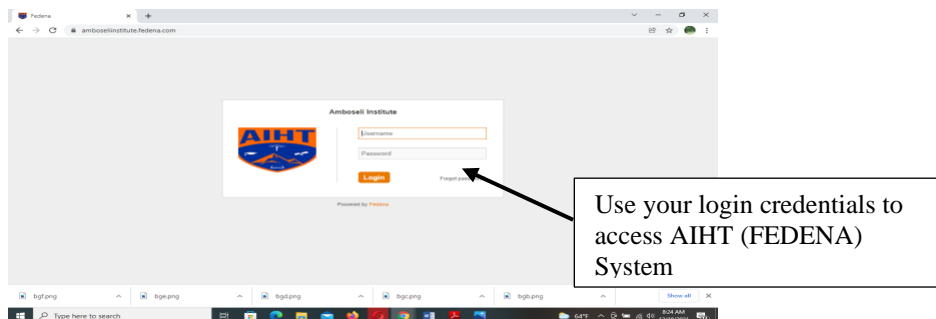 Fedena
amboseliinstitute.fedena.com
Amboseli Institute
AIHT
Username
Password
Login
Forgot
Powered by Fedena
Use your login credentials to
access AIHT (FEDENA)
System
bgf.png
bge.png
bgd.png
bgc.png
bgb.png
Show all
Type here to search
64°F
8:24 AM